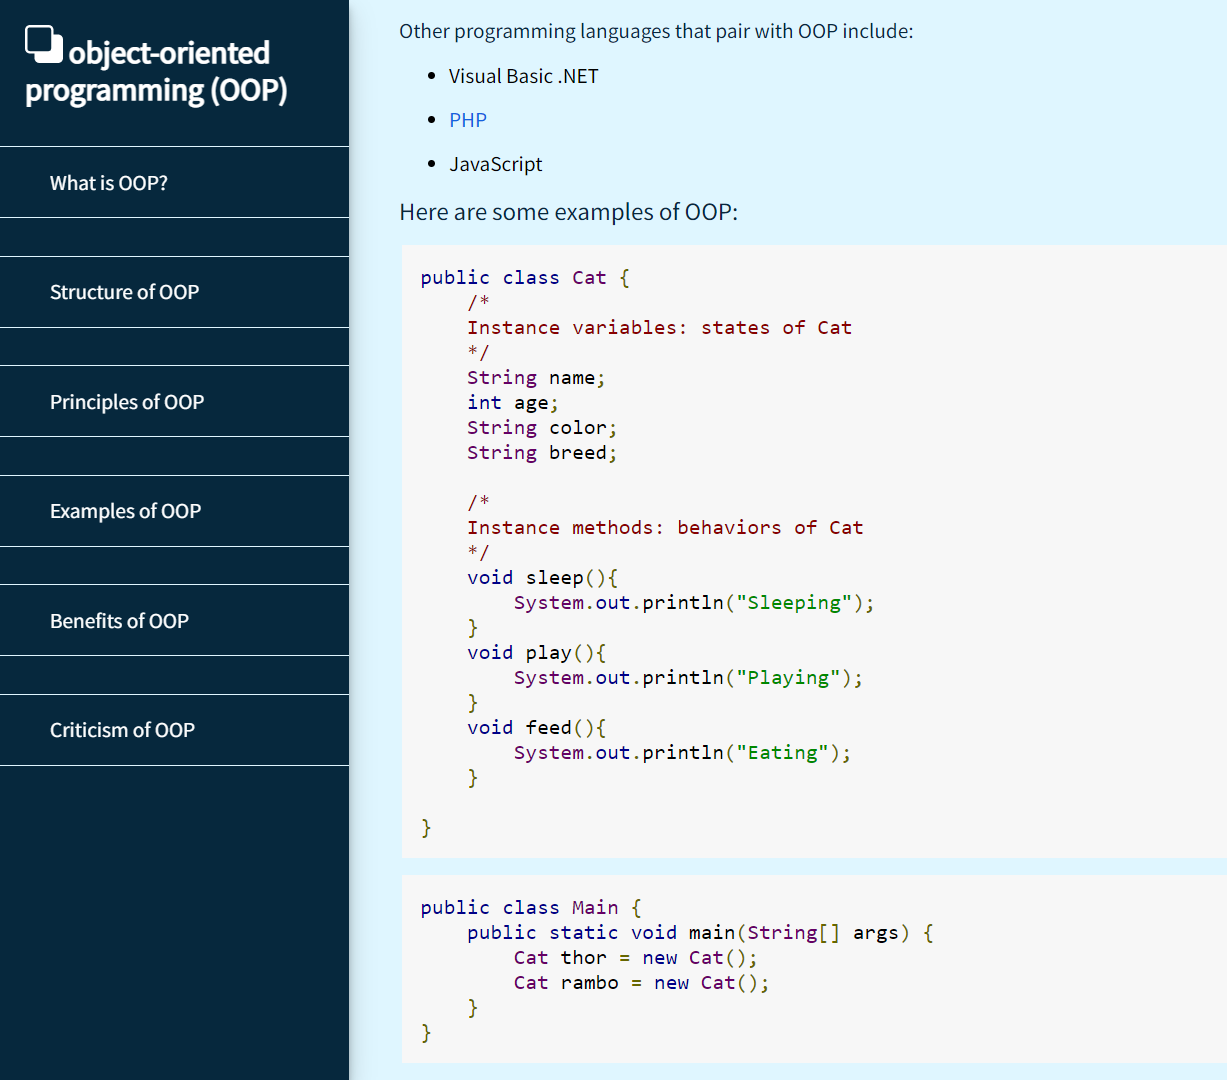 object-oriented
programming (OOP)
What is OOP?
Structure of OOP
Principles of OOP
Examples of OOP
Benefits of OOP
Criticism of OOP
Other programming languages that pair with OOP include:
• Visual Basic .NET
• PHP
• JavaScript
Here are some examples of OOP:
public class Cat {
    /*
    Instance variables: states of Cat
    */
    String name;
    int age;
    String color;
    String breed;

    /*
    Instance methods: behaviors of Cat
    */
    void sleep(){
        System.out.println("Sleeping");
    }
    void play(){
        System.out.println("Playing");
    }
    void feed(){
        System.out.println("Eating");
    }

}
public class Main {
    public static void main(String[] args) {
        Cat thor = new Cat();
        Cat rambo = new Cat();
    }
}